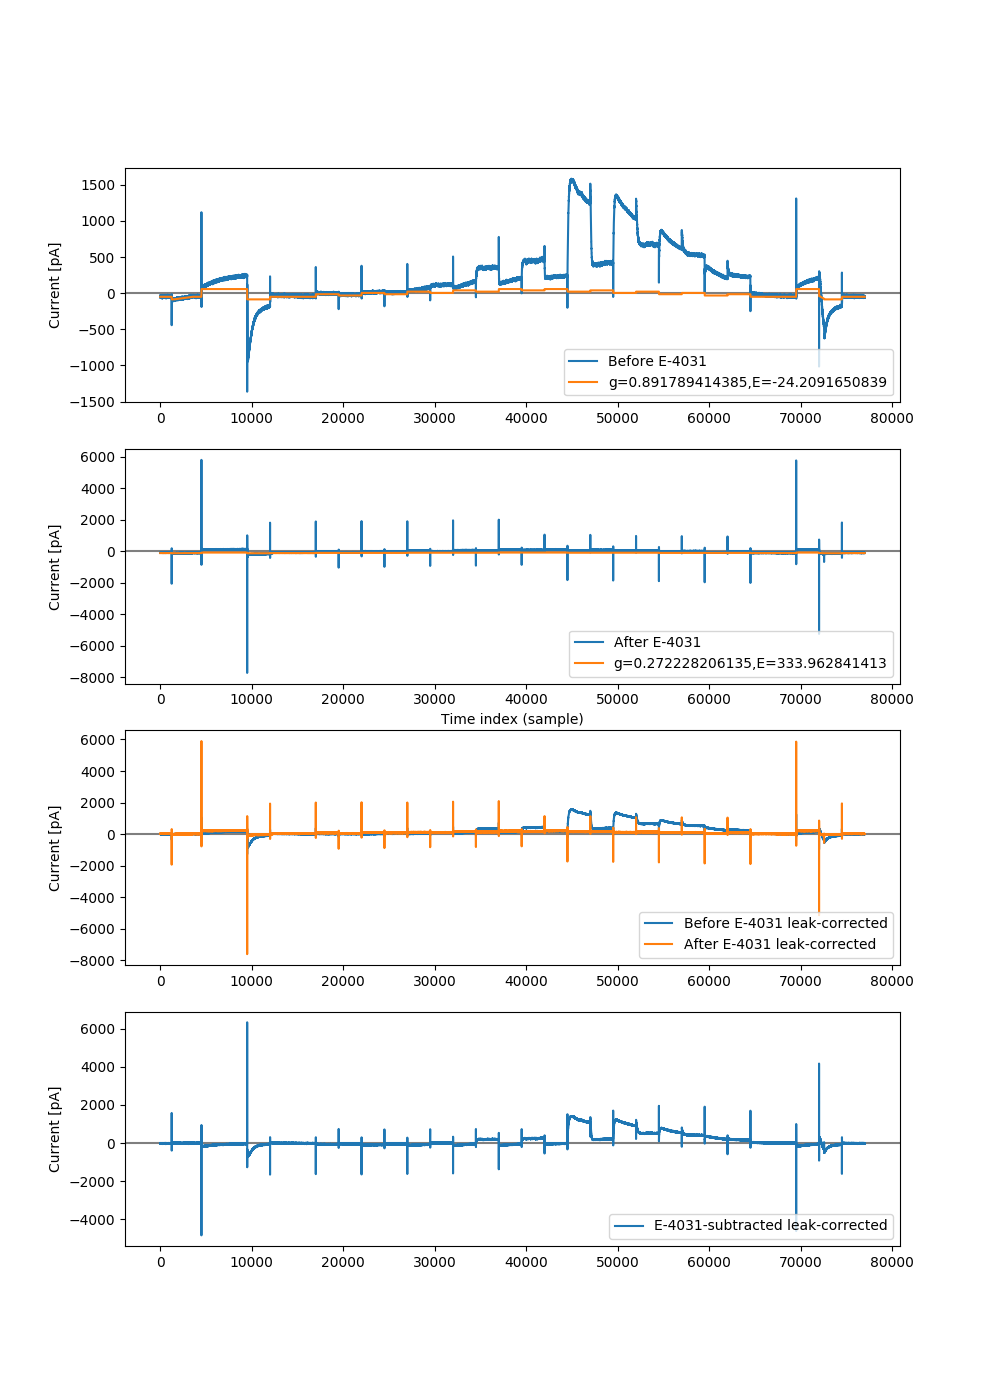 1500
1000
500
0
−500
−1000
−1500
Current [pA]
Before E-4031
g=0.891789414385,E=-24.2091650839
0 10000 20000 30000 40000 50000 60000 70000 80000
6000
4000
2000
0
−2000
−4000
−6000
−8000
Current [pA]
After E-4031
g=0.272228206135,E=333.962841413
0 10000 20000 30000 40000 50000 60000 70000 80000
Time index (sample)
6000
4000
2000
0
−2000
−4000
−6000
−8000
Current [pA]
Before E-4031 leak-corrected
After E-4031 leak-corrected
0 10000 20000 30000 40000 50000 60000 70000 80000
6000
4000
2000
0
−2000
−4000
Current [pA]
E-4031-subtracted leak-corrected
0 10000 20000 30000 40000 50000 60000 70000 80000